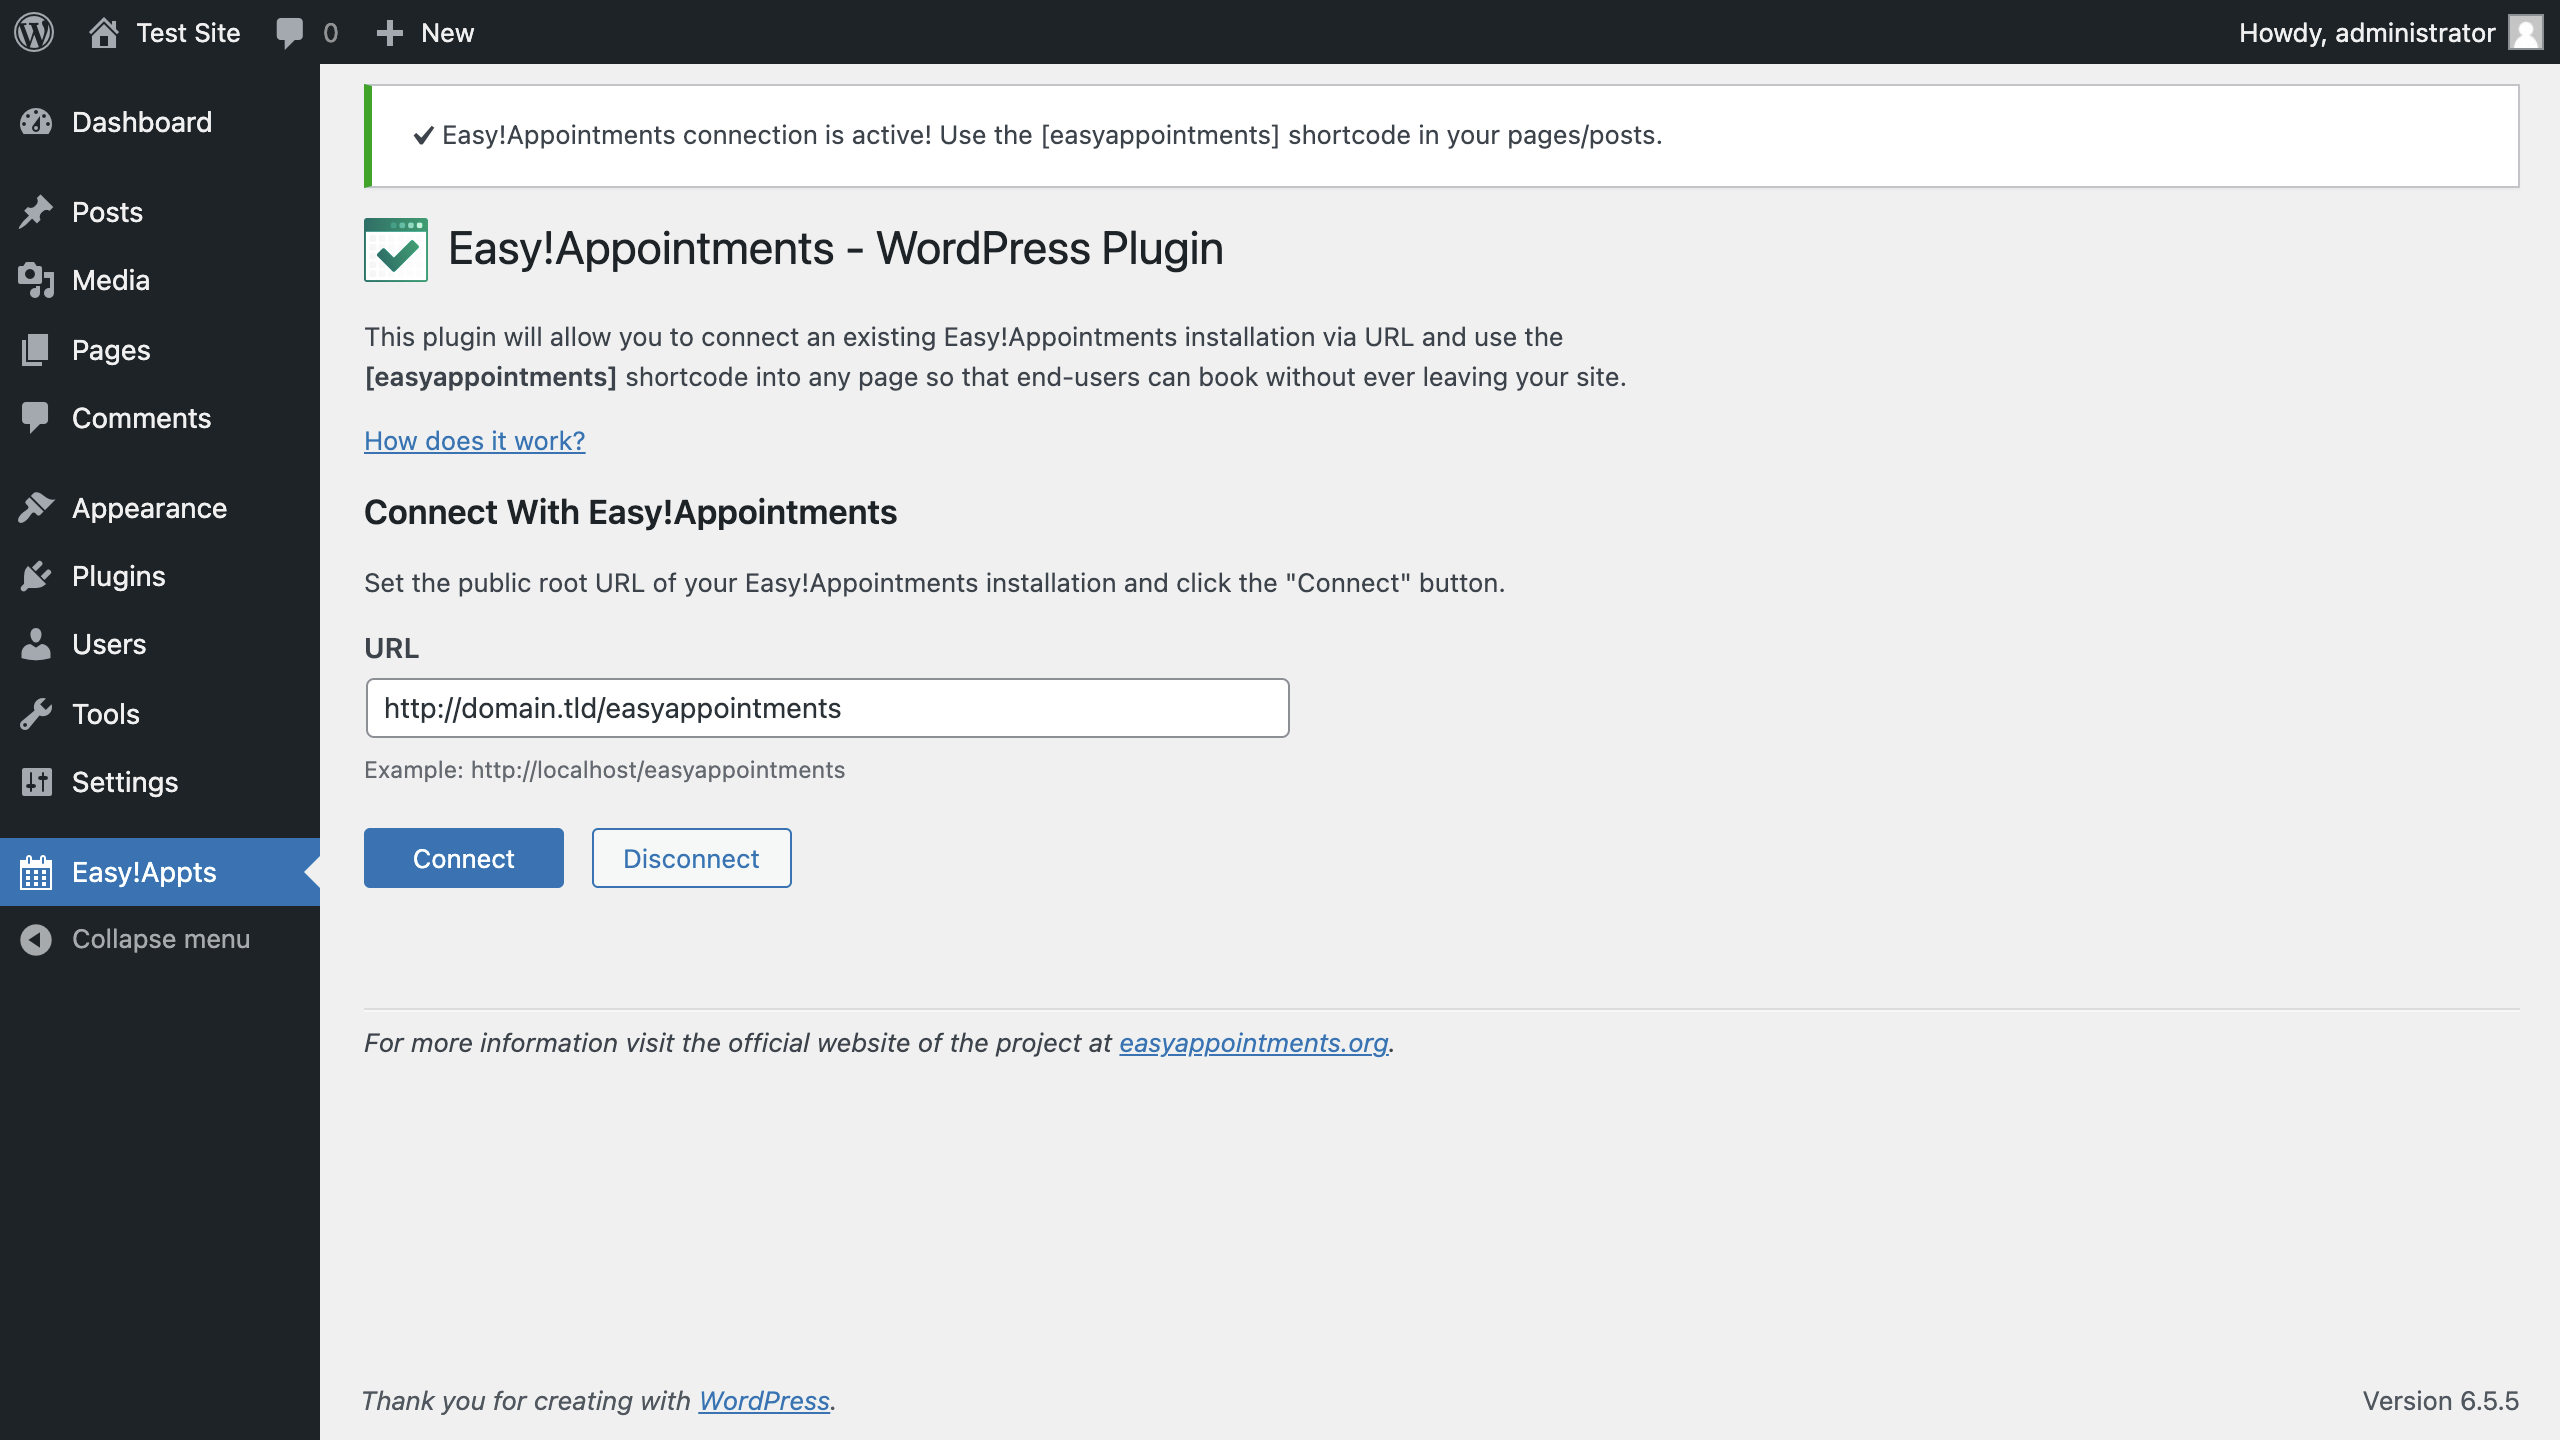 Test Site
0
New
Howdy, administrator
Dashboard
Posts
Media
Pages
Comments
Appearance
Plugins
Users
Tools
Settings
Easy!Appts
Collapse menu
✔ Easy!Appointments connection is active! Use the [easyappointments] shortcode in your pages/posts.
Easy!Appointments - WordPress Plugin
This plugin will allow you to connect an existing Easy!Appointments installation via URL and use the
[easyappointments] shortcode into any page so that end-users can book without ever leaving your site.
How does it work?
Connect With Easy!Appointments
Set the public root URL of your Easy!Appointments installation and click the "Connect" button.
URL
http://domain.tld/easyappointments
Example: http://localhost/easyappointments
Connect
Disconnect
For more information visit the official website of the project at easyappointments.org.
Thank you for creating with WordPress.
Version 6.5.5